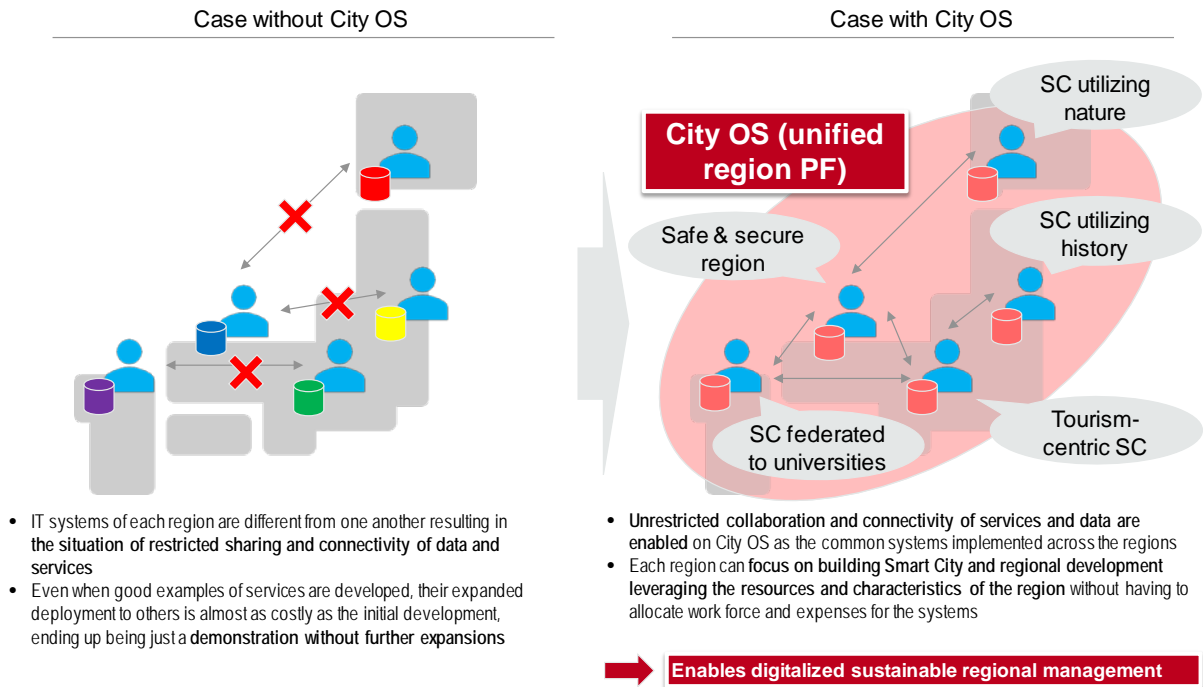 Case without City OS
Case with City OS
City OS (unified
region PF)
SC utilizing
nature
Safe & secure
region
SC utilizing
history
SC federated
to universities
Tourism-
centric SC
• IT systems of each region are different from one another resulting in
the situation of restricted sharing and connectivity of data and
services
• Even when good examples of services are developed, their expanded
deployment to others is almost as costly as the initial development,
ending up being just a demonstration without further expansions
• Unrestricted collaboration and connectivity of services and data are
enabled on City OS as the common systems implemented across the regions
• Each region can focus on building Smart City and regional development
leveraging the resources and characteristics of the region without having to
allocate work force and expenses for the systems
Enables digitalized sustainable regional management